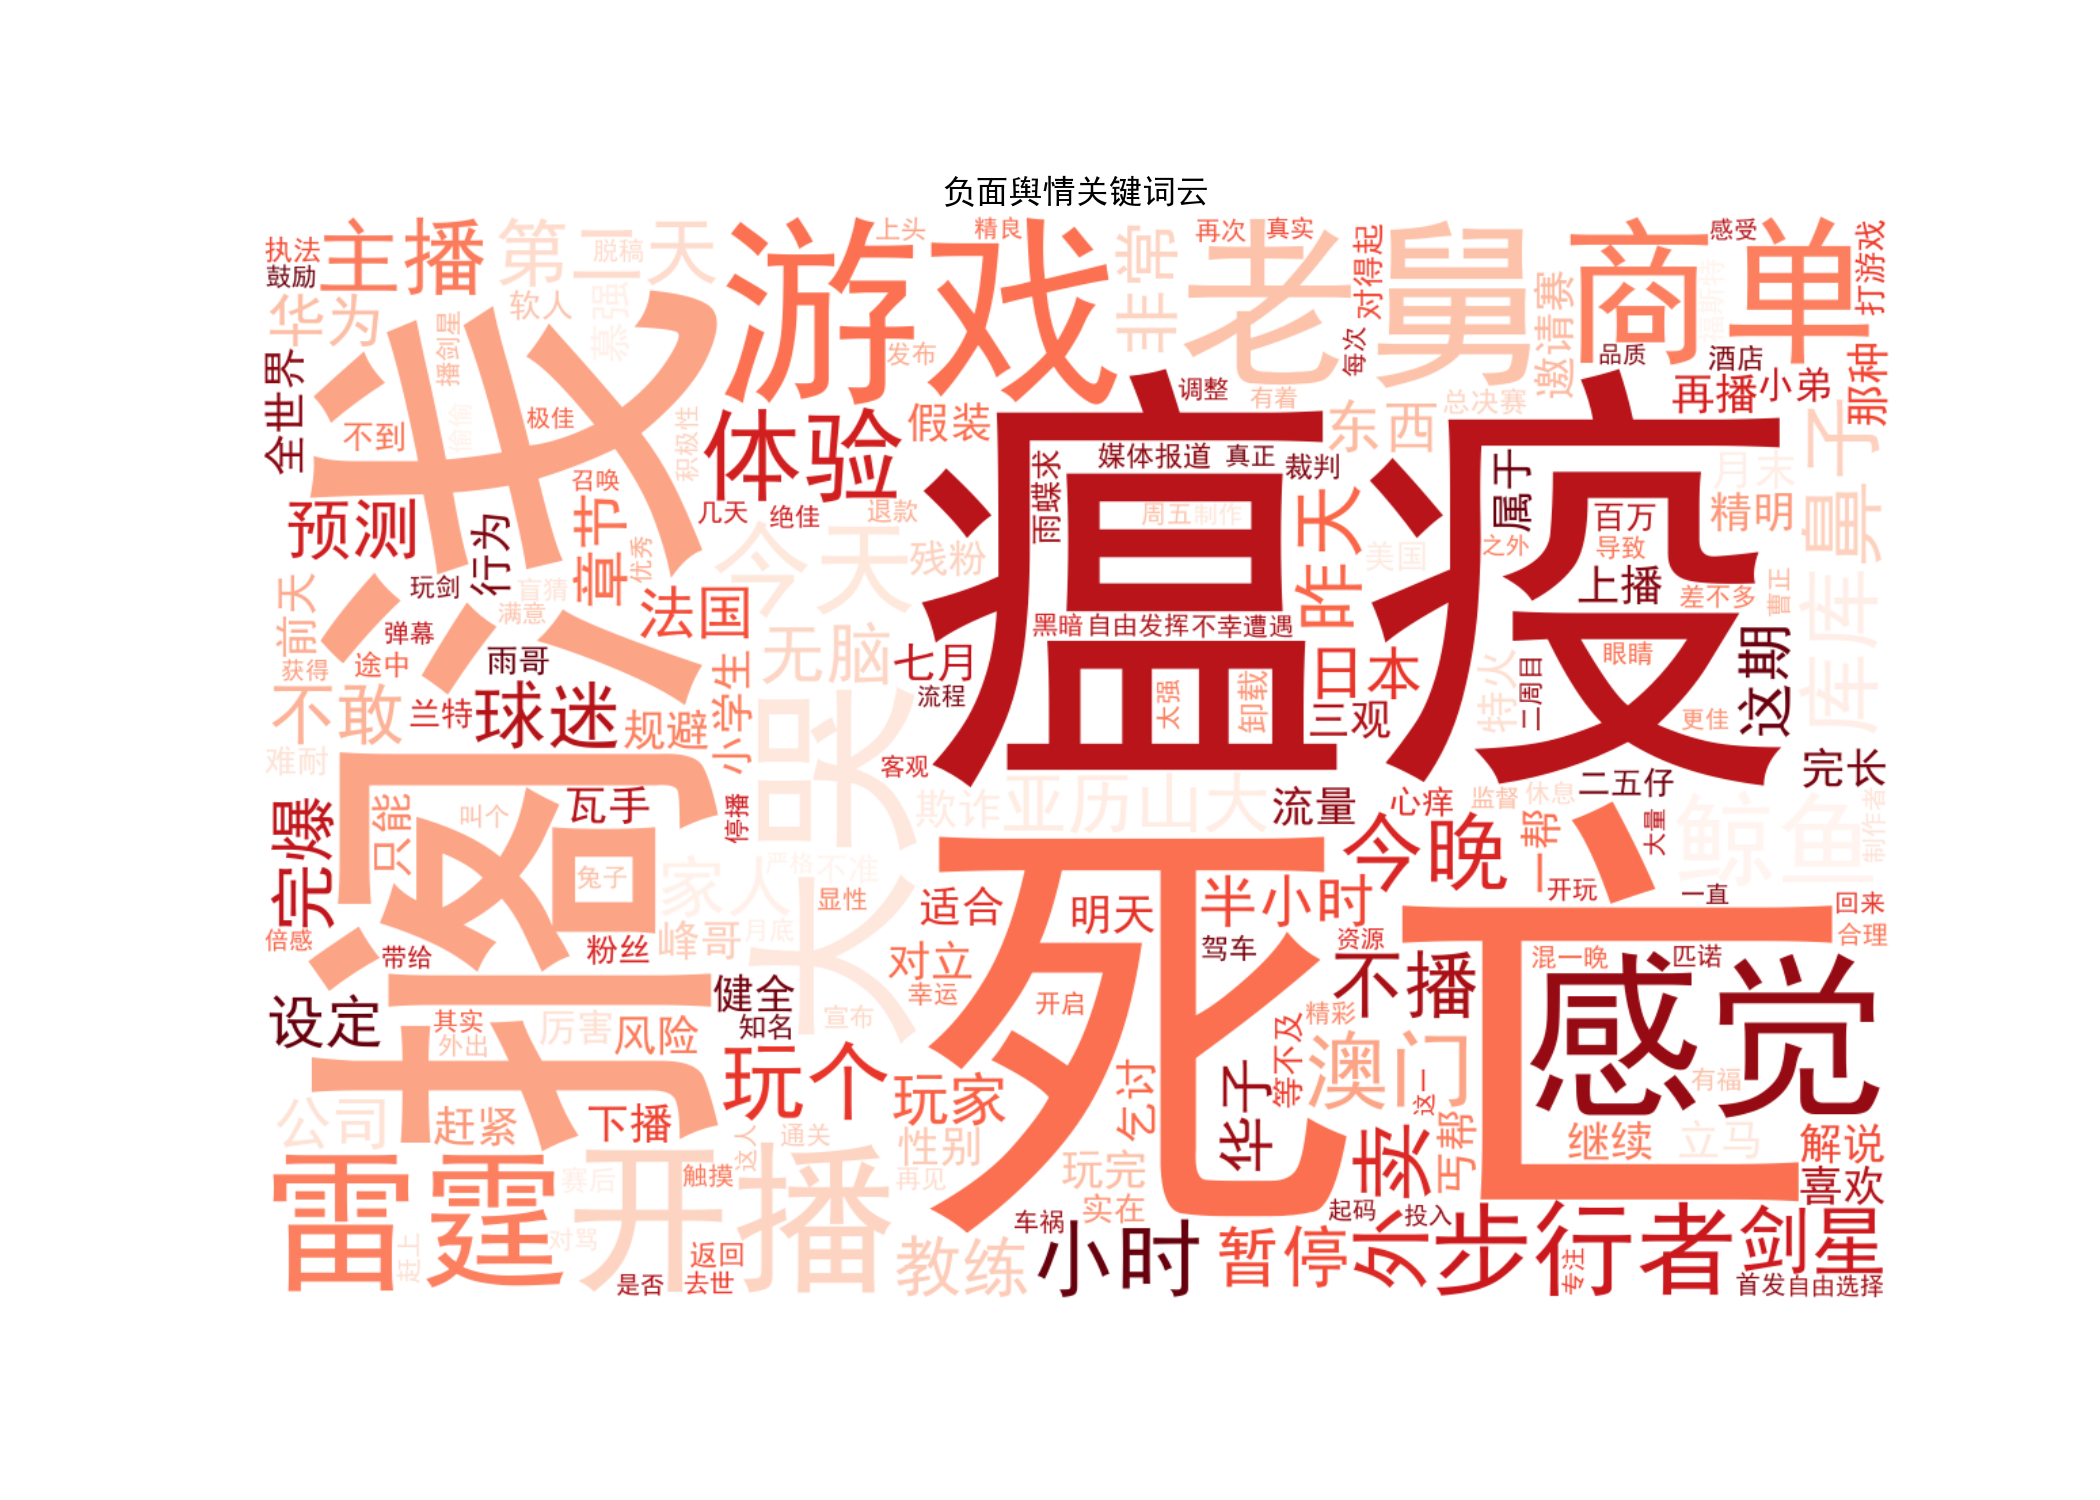 负面舆情关键词云
执法
鼓励
主播
第一天
脱稿
游戏
上头
精良
非常
老舅
再次
真实
对得起
商单
感受
打游戏
华为
软人
慕强
播剑星
搁浅
发布
每次
邀请赛
品质
酒店
那种
全世界
不到
偷偷
极佳
积极性
体验
假装
瘟疫
调整
有着
东西
总决赛
再播
小弟
鼻子
预测
行为
召唤
章节
优秀
几天
绝佳
退款
今天
残粉
雨蝶求
媒体报道
真正
裁判
周五
制作
昨天
美国
属于
之外
百万
导致
上播
月末
精明
前天
获得
玩剑
盲猜
满意
弹幕
途中
雨哥
法国
无脑
七月
流程
黑暗
自由发挥
不幸遭遇
日本
三观
特火
二周目
眼睛
差不多
曹正
更佳
这期
库库
不敢
兰特
球迷
规避
小学生
大哭
太强
卸载
难耐
客观
停播
完长
完爆
只能
叫个
瓦手
兔子
家人
严格
不准
显性
欺诈
亚历山大
流量
心痒
监督
休息
二五仔
大量
鲸鱼
制作者
倍感
带给
粉丝
峰哥
月底
适合
死亡
明天
半小时
今晚
一帮
开玩
一直
回来
合理
设定
其实
外出
厉害
风险
健全
知名
宣布
对立
幸运
开启
驾车
资源
不播
混一晚
匹诺
感觉
精彩
等不及
澳门
有福
公司
赶紧
下播
玩个
玩家
乞讨
华子
这一
丐帮
卖
继续
立马
解说
喜欢
雷霆
赛后
开播
触摸
这人
通关
性别
再见
玩完
实在
起码
投入
赶上
对骂
返回
是否
去世
教练
车祸
小时
暂停
外
步行者
专注
剑星
首发
自由选择